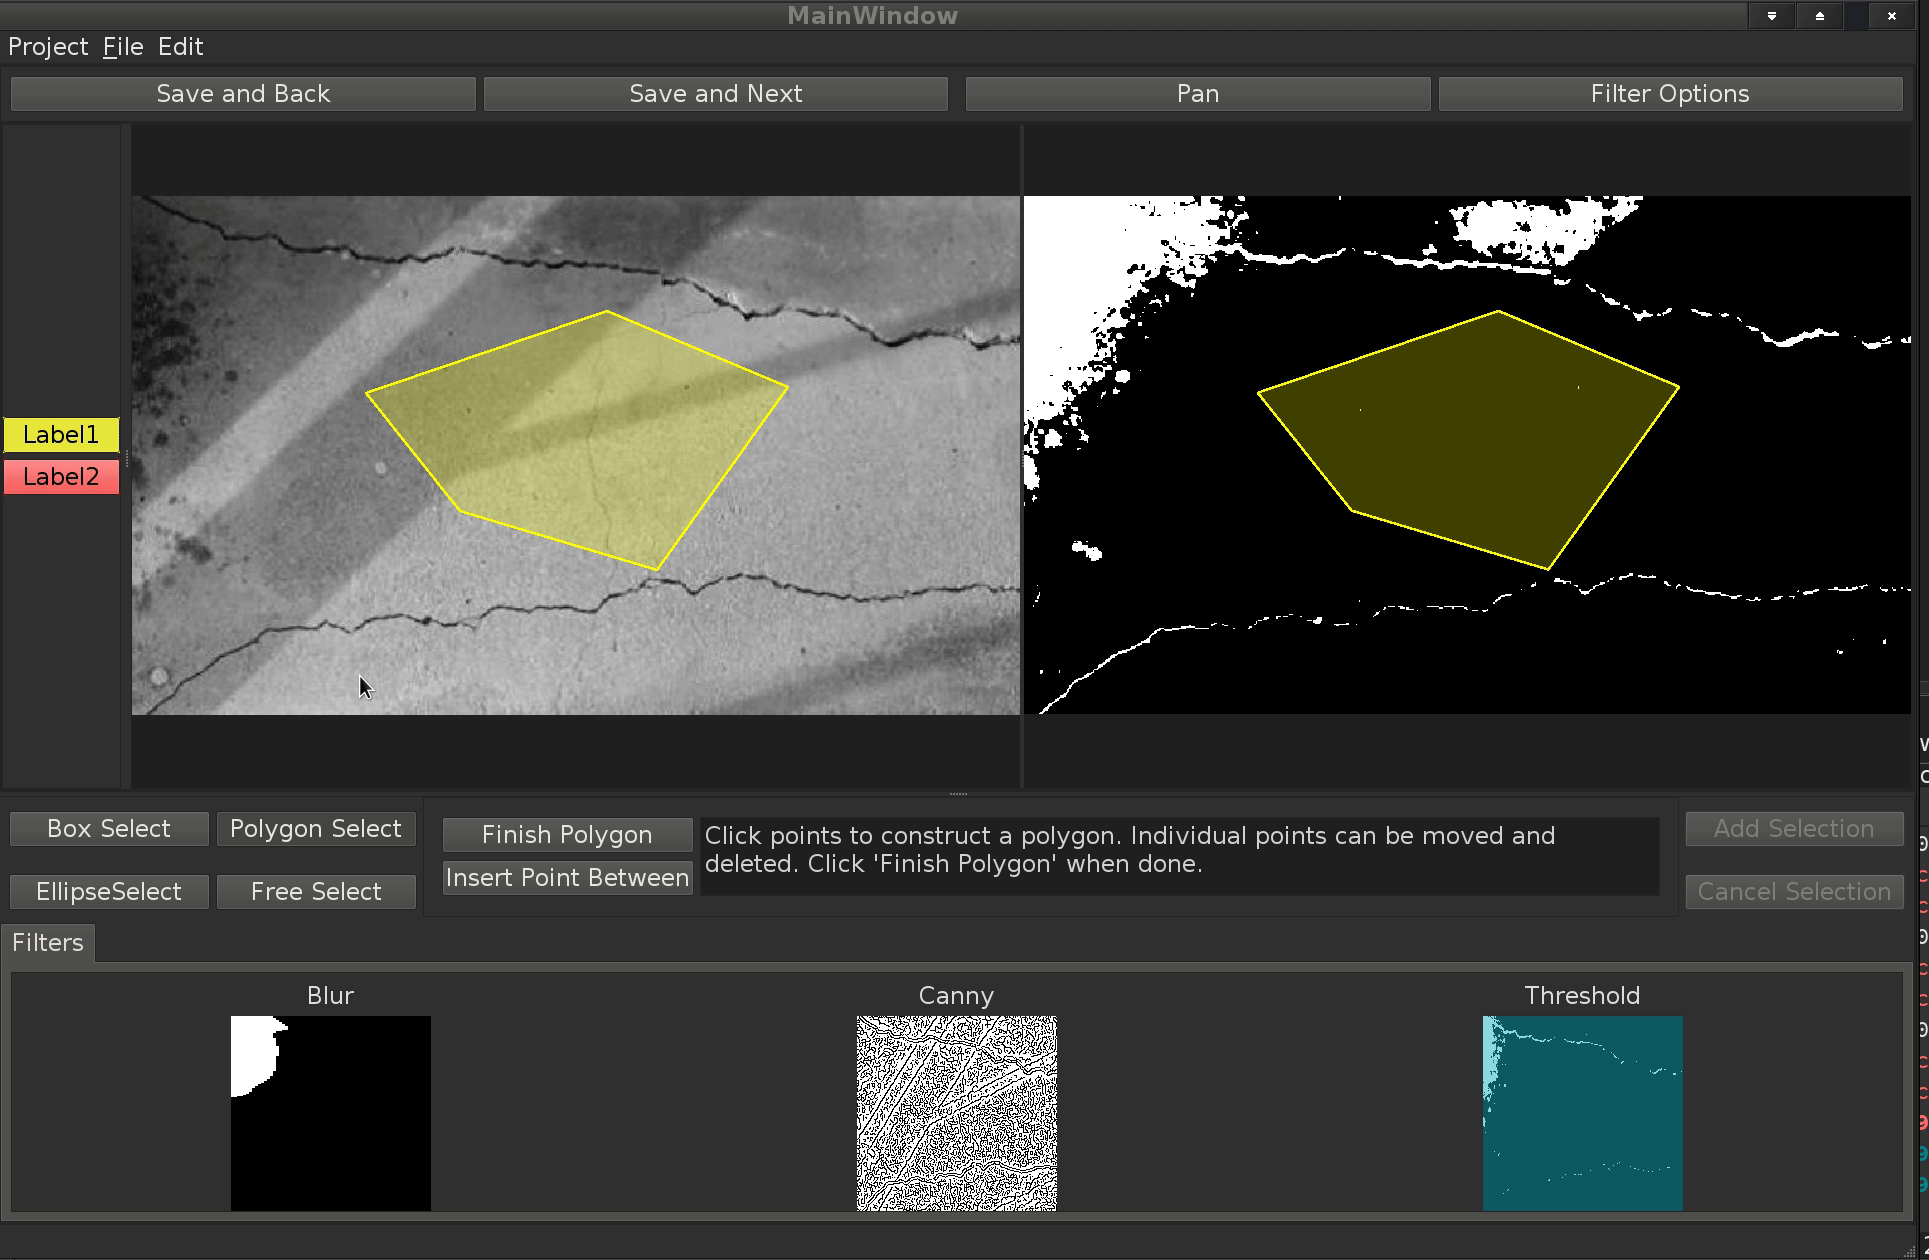 MainWindow
Project File Edit
Save and Back Save and Next Pan Filter Options
Label1
Label2
Box Select Polygon Select
EllipseSelect Free Select
Finish Polygon
Insert Point Between
Click points to construct a polygon. Individual points can be moved and
deleted. Click 'Finish Polygon' when done.
Add Selection
Cancel Selection
Filters
Blur Canny Threshold